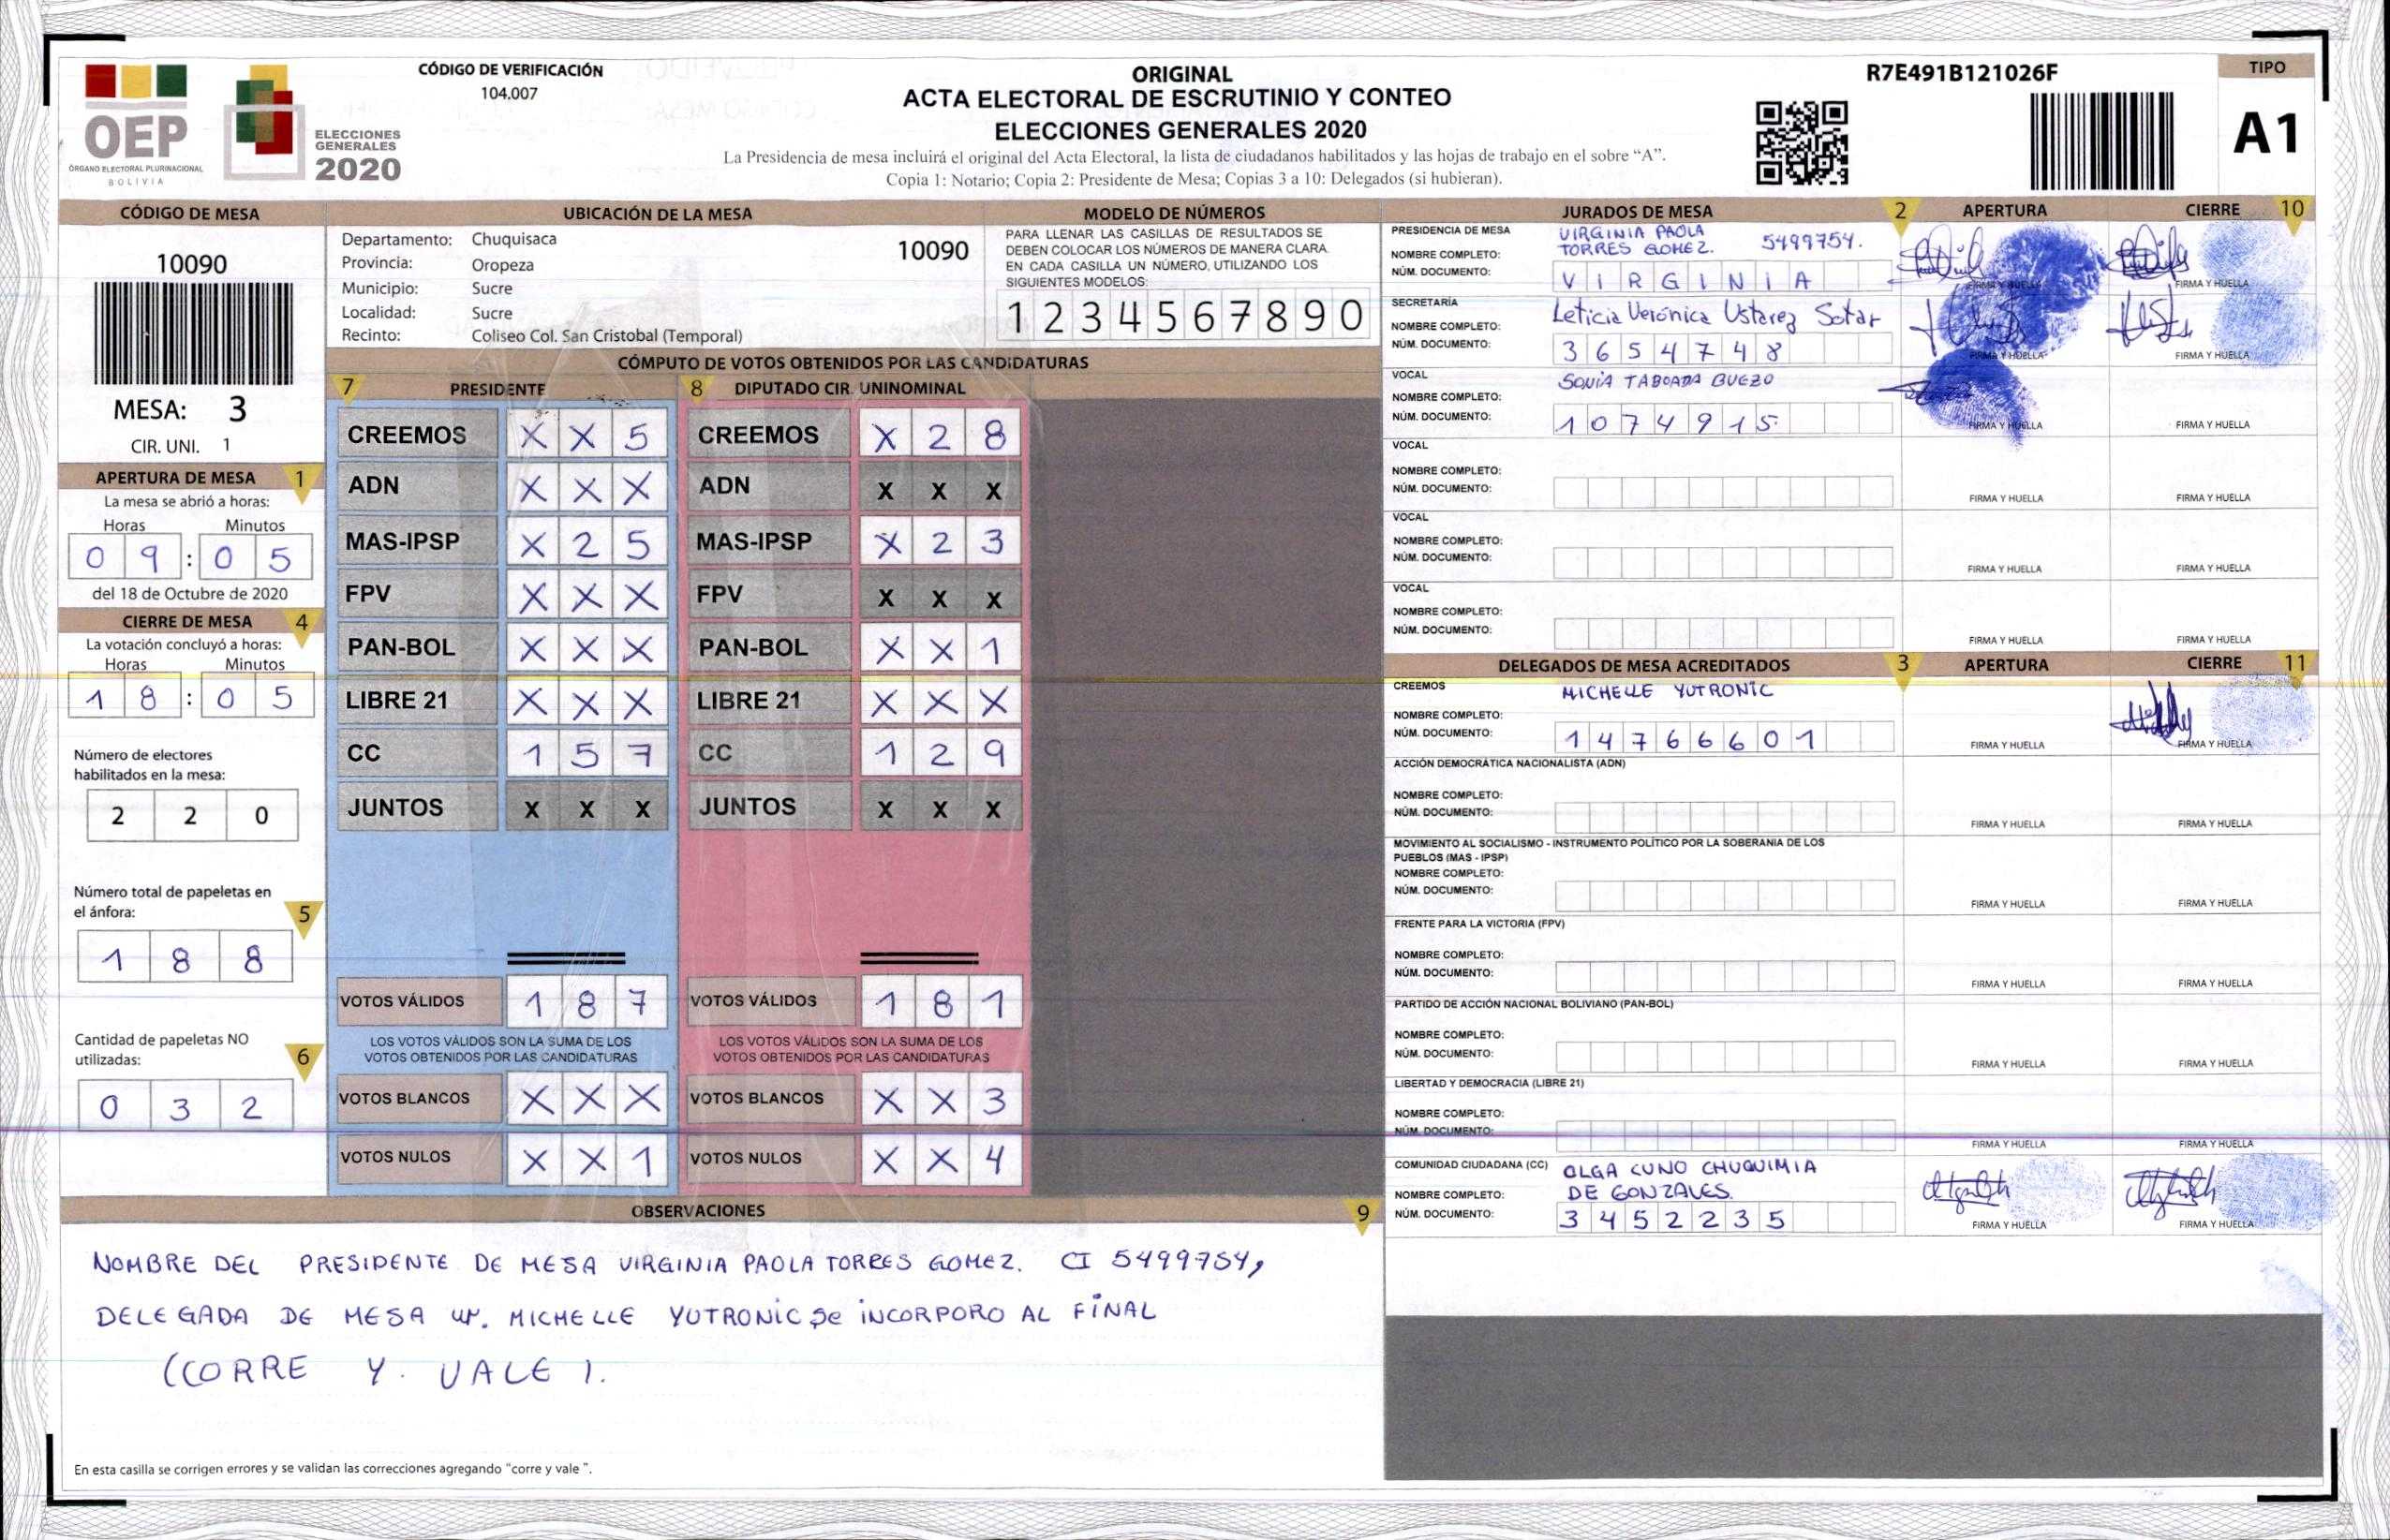 CÓDIGO DE VERIFICACIÓN
104.007
OEP
ÓRGANO ELECTORAL PLURINACIONAL
BOLIVIA
ELECCIONES
GENERALES
2020
ORIGINAL
ACTA ELECTORAL DE ESCRUTINIO Y CONTEO
ELECCIONES GENERALES 2020
La Presidencia de mesa incluirá el original del Acta Electoral, la lista de ciudadanos habilitados y las hojas de trabajo en el sobre “A”.
Copia 1: Notario; Copia 2: Presidente de Mesa; Copias 3 a 10: Delegados (si hubieran).
R7E491B121026F
TIPO
A1
CÓDIGO DE MESA
10090
MESA: 3
CIR. UNI. 1
APERTURA DE MESA 1
La mesa se abrió a horas:
Horas Minutos
0 9 : 0 5
del 18 de Octubre de 2020
CIERRE DE MESA 4
La votación concluyó a horas:
Horas Minutos
1 8 : 0 5
Número de electores
habilitados en la mesa:
2 2 0
Número total de papeletas en
el ánfora: 5
1 8 8
Cantidad de papeletas NO
utilizadas: 6
0 3 2
UBICACIÓN DE LA MESA
Departamento: Chuquisaca 10090
Provincia: Oropeza
Municipio: Sucre
Localidad: Sucre
Recinto: Coliseo Col. San Cristobal (Temporal)
MODELO DE NÚMEROS
PARA LLENAR LAS CASILLAS DE RESULTADOS SE
DEBEN COLOCAR LOS NÚMEROS DE MANERA CLARA.
EN CADA CASILLA UN NÚMERO, UTILIZANDO LOS
SIGUIENTES MODELOS:
1 2 3 4 5 6 7 8 9 0
CÓMPUTO DE VOTOS OBTENIDOS POR LAS CANDIDATURAS
7 PRESIDENTE
CREEMOS X X 5
ADN X X X
MAS-IPSP X 2 5
FPV X X X
PAN-BOL X X X
LIBRE 21 X X X
CC 1 5 7
JUNTOS X X X
VOTOS VÁLIDOS 1 8 7
LOS VOTOS VÁLIDOS SON LA SUMA DE LOS
VOTOS OBTENIDOS POR LAS CANDIDATURAS
VOTOS BLANCOS X X X
VOTOS NULOS X X 1
8 DIPUTADO CIR. UNINOMINAL
CREEMOS X 2 8
ADN X X X
MAS-IPSP X 2 3
FPV X X X
PAN-BOL X X 1
LIBRE 21 X X X
CC 1 2 9
JUNTOS X X X
VOTOS VÁLIDOS 1 8 1
LOS VOTOS VÁLIDOS SON LA SUMA DE LOS
VOTOS OBTENIDOS POR LAS CANDIDATURAS
VOTOS BLANCOS X X 3
VOTOS NULOS X X 4
JURADOS DE MESA 2 APERTURA CIERRE 10
PRESIDENCIA DE MESA VIRGINIA PAOLA
NOMBRE COMPLETO: TORRES GOMEZ. 5499754.
NÚM. DOCUMENTO: V I R G I N I A
FIRMA Y HUELLA FIRMA Y HUELLA
SECRETARÍA
NOMBRE COMPLETO: Leticia Verónica Ustarez Sotar
NÚM. DOCUMENTO: 3 6 5 4 7 4 8
FIRMA Y HUELLA FIRMA Y HUELLA
VOCAL
NOMBRE COMPLETO: SONIA TABOADA BUEZO
NÚM. DOCUMENTO: 1 0 7 4 9 1 5
FIRMA Y HUELLA FIRMA Y HUELLA
VOCAL
NOMBRE COMPLETO:
NÚM. DOCUMENTO:
FIRMA Y HUELLA FIRMA Y HUELLA
VOCAL
NOMBRE COMPLETO:
NÚM. DOCUMENTO:
FIRMA Y HUELLA FIRMA Y HUELLA
VOCAL
NOMBRE COMPLETO:
NÚM. DOCUMENTO:
FIRMA Y HUELLA FIRMA Y HUELLA
DELEGADOS DE MESA ACREDITADOS 3 APERTURA CIERRE 11
CREEMOS
NOMBRE COMPLETO: MICHELLE YUTRONIC
NÚM. DOCUMENTO: 1 4 7 6 6 6 0 1
FIRMA Y HUELLA FIRMA Y HUELLA
ACCIÓN DEMOCRÁTICA NACIONALISTA (ADN)
NOMBRE COMPLETO:
NÚM. DOCUMENTO:
FIRMA Y HUELLA FIRMA Y HUELLA
MOVIMIENTO AL SOCIALISMO - INSTRUMENTO POLÍTICO POR LA SOBERANIA DE LOS
PUEBLOS (MAS - IPSP)
NOMBRE COMPLETO:
NÚM. DOCUMENTO:
FIRMA Y HUELLA FIRMA Y HUELLA
FRENTE PARA LA VICTORIA (FPV)
NOMBRE COMPLETO:
NÚM. DOCUMENTO:
FIRMA Y HUELLA FIRMA Y HUELLA
PARTIDO DE ACCIÓN NACIONAL BOLIVIANO (PAN-BOL)
NOMBRE COMPLETO:
NÚM. DOCUMENTO:
FIRMA Y HUELLA FIRMA Y HUELLA
LIBERTAD Y DEMOCRACIA (LIBRE 21)
NOMBRE COMPLETO:
NÚM. DOCUMENTO:
FIRMA Y HUELLA FIRMA Y HUELLA
COMUNIDAD CIUDADANA (CC) OLGA CUNO CHUQUIMIA
NOMBRE COMPLETO: DE GONZALES.
NÚM. DOCUMENTO: 3 4 5 2 2 3 5
FIRMA Y HUELLA FIRMA Y HUELLA
OBSERVACIONES 9
NOMBRE DEL PRESIDENTE DE MESA VIRGINIA PAOLA TORRES GOMEZ. CI 5499754,
DELEGADA DE MESA MICHELLE YUTRONIC se INCORPORO AL FINAL
(CORRE Y. VALE ).
En esta casilla se corrigen errores y se validan las correcciones agregando “corre y vale ”.